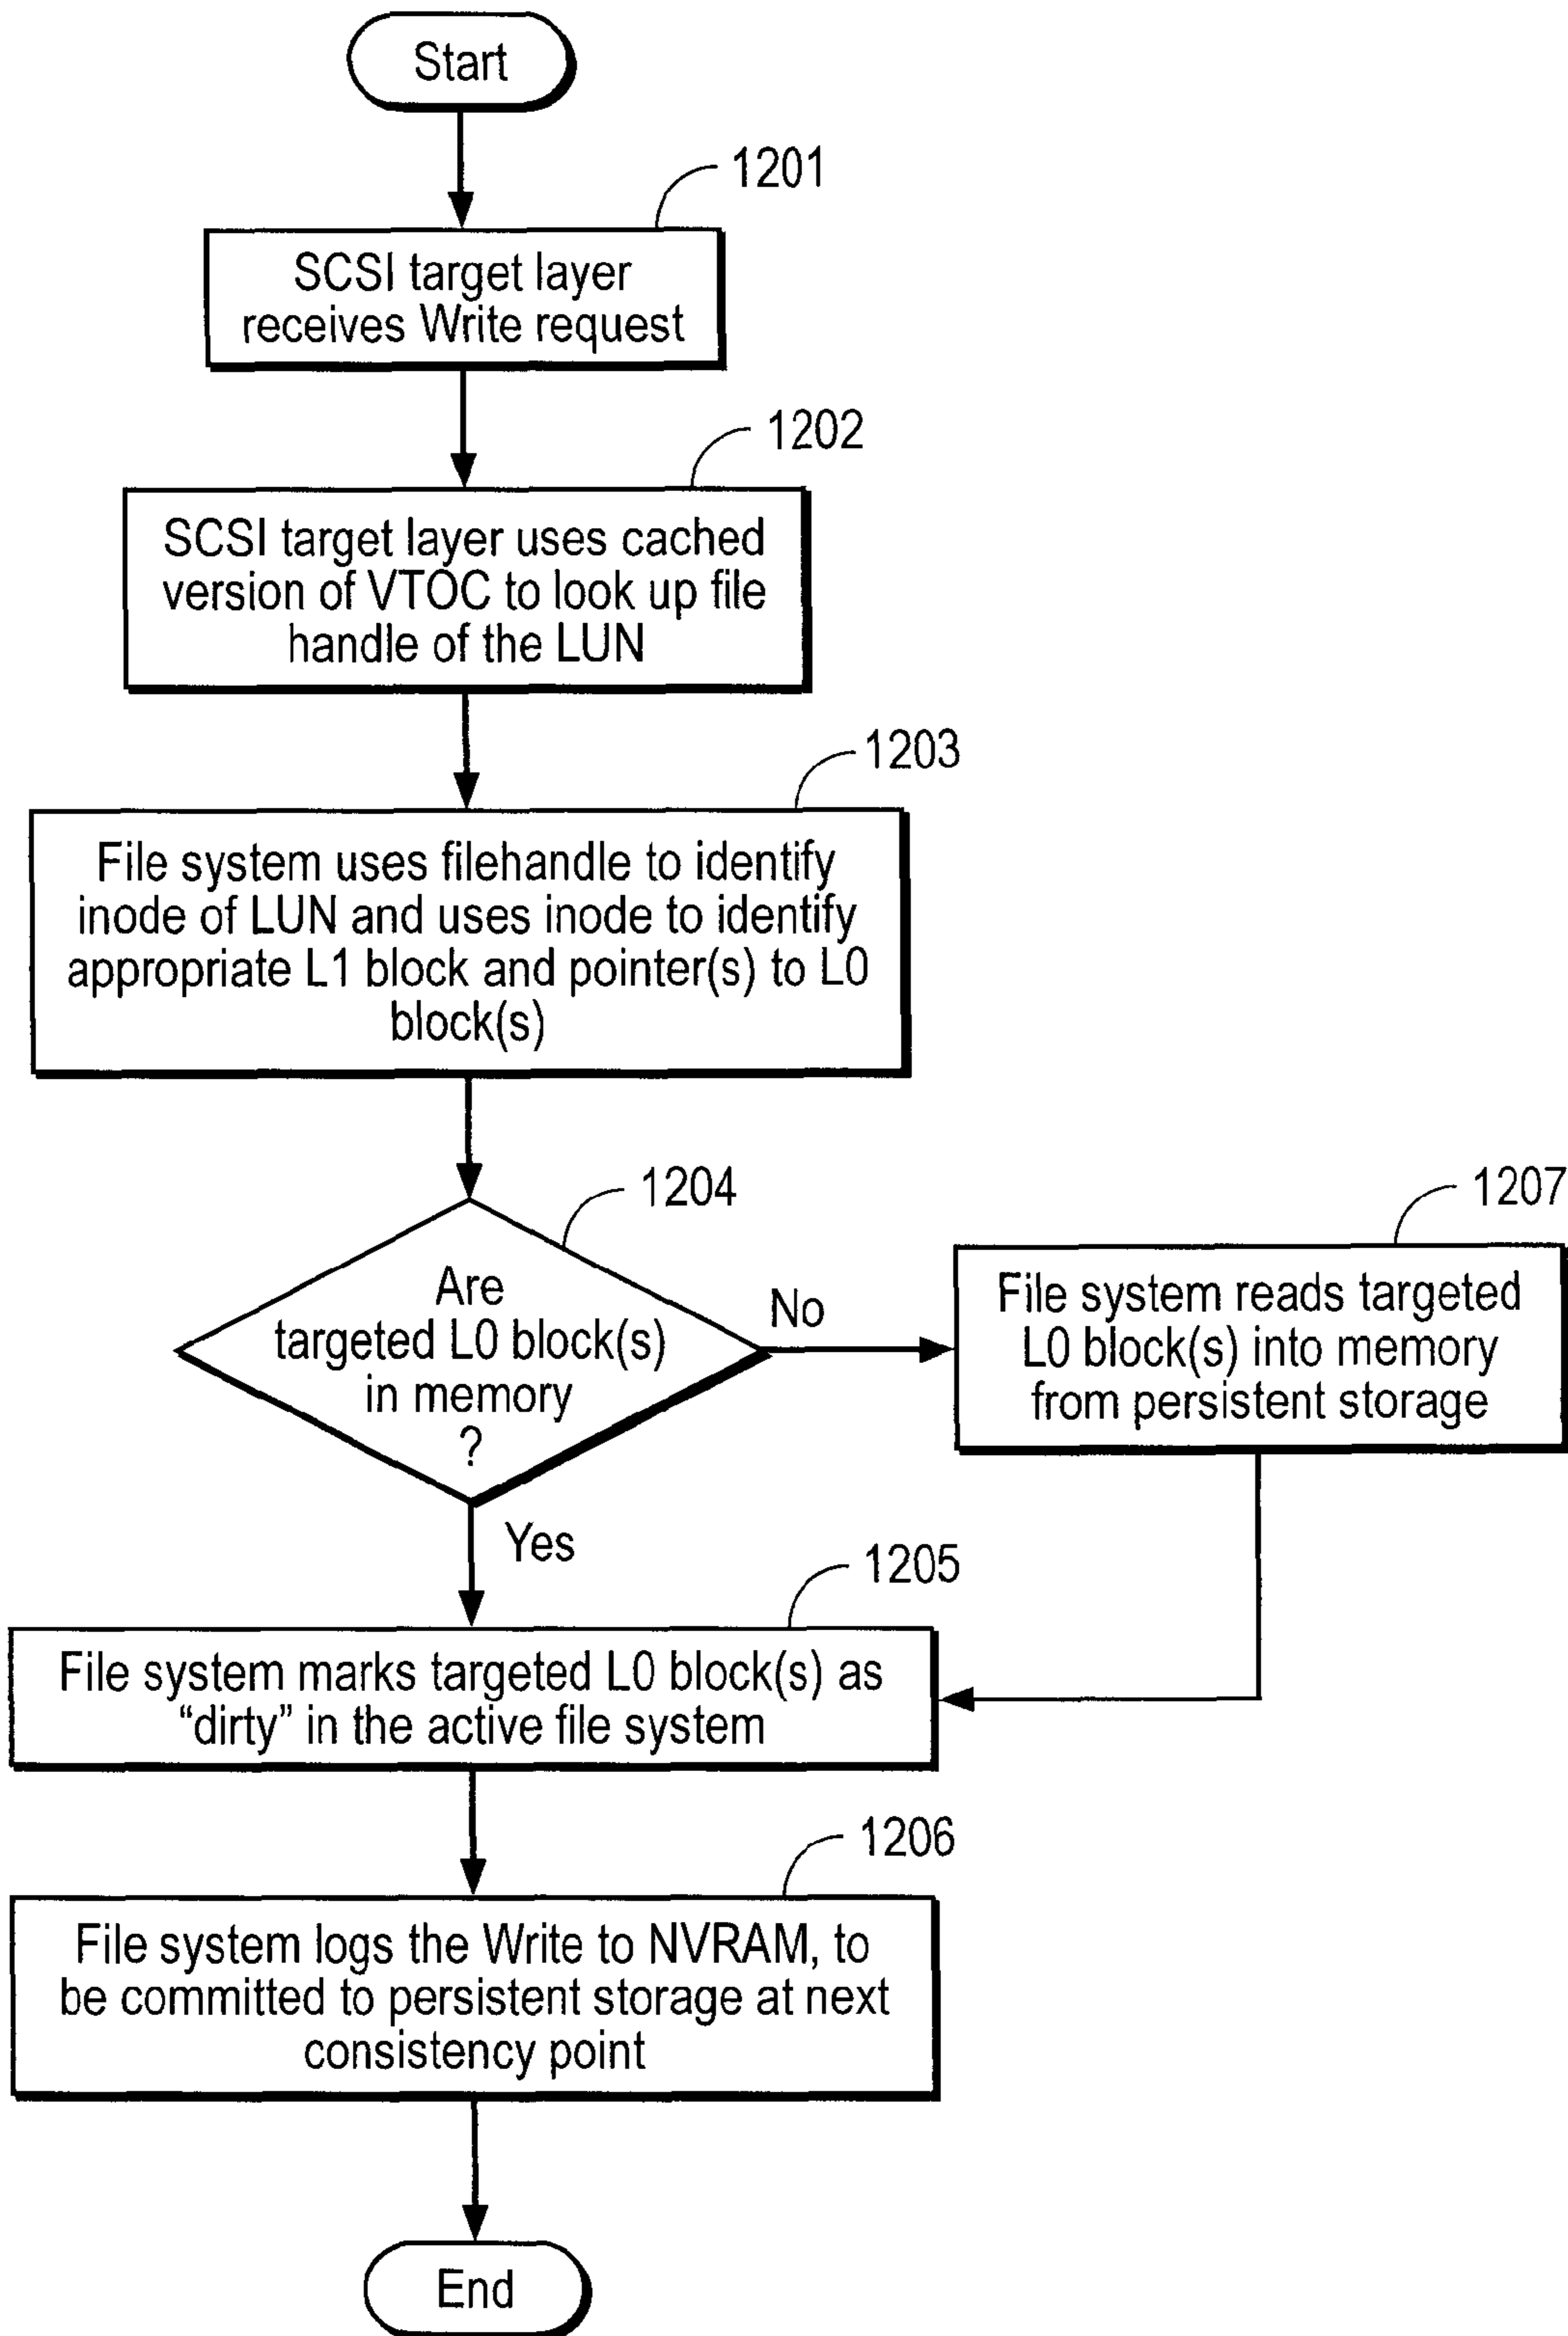 Start
1201
SCSI target layer
receives Write request
1202
SCSI target layer uses cached
version of VTOC to look up file
handle of the LUN
1203
File system uses filehandle to identify
inode of LUN and uses inode to identify
appropriate L1 block and pointer(s) to L0
block(s)
1204
Are
targeted L0 block(s)
in memory
?
No
1207
File system reads targeted
L0 block(s) into memory
from persistent storage
Yes
1205
File system marks targeted L0 block(s) as
“dirty” in the active file system
1206
File system logs the Write to NVRAM, to
be committed to persistent storage at next
consistency point
End